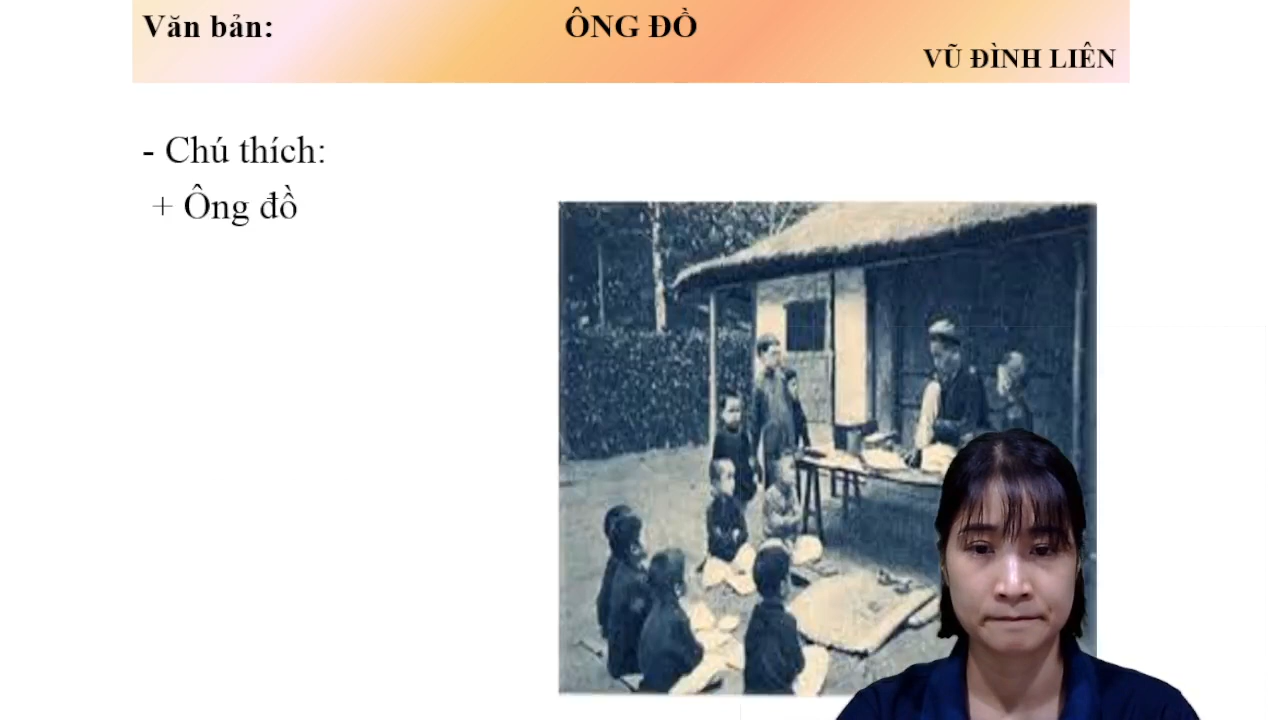 Văn bản: ÔNG ĐỒ
VŨ ĐÌNH LIÊN
- Chú thích:
+ Ông đồ